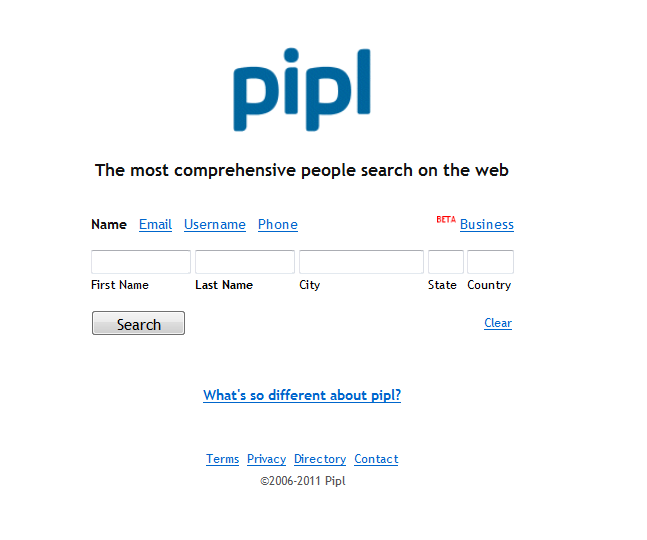 pipl
The most comprehensive people search on the web
Name Email Username Phone BETA Business
First Name Last Name City State Country
Search Clear
What's so different about pipl?
Terms Privacy Directory Contact
©2006-2011 Pipl